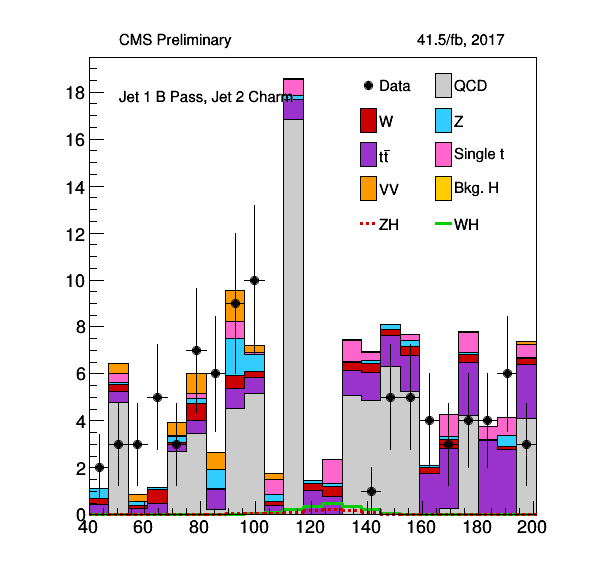 CMS Preliminary 41.5/fb, 2017
Jet 1 B Pass, Jet 2 Charm
Data QCD
W Z
tt̅ Single t
VV Bkg. H
ZH WH
18
16
14
12
10
8
6
4
2
0
40 60 80 100 120 140 160 180 200